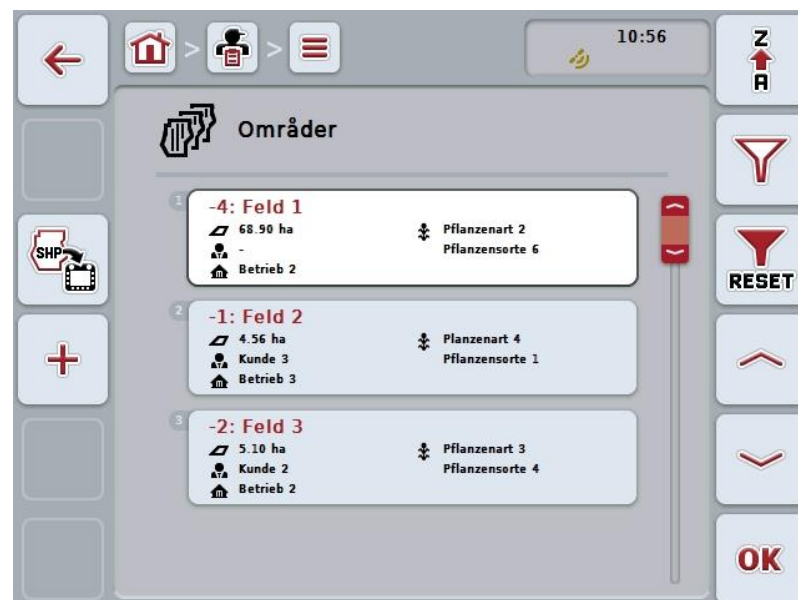 10:56
Z
A
Områder
SHP
RESET
OK
1
-4: Feld 1
68.90 ha
Pflanzenart 2
-
Pflanzensorte 6
Betrieb 2
2
-1: Feld 2
4.56 ha
Planzenart 4
Kunde 3
Pflanzensorte 1
Betrieb 3
3
-2: Feld 3
5.10 ha
Pflanzenart 3
Kunde 2
Pflanzensorte 4
Betrieb 2